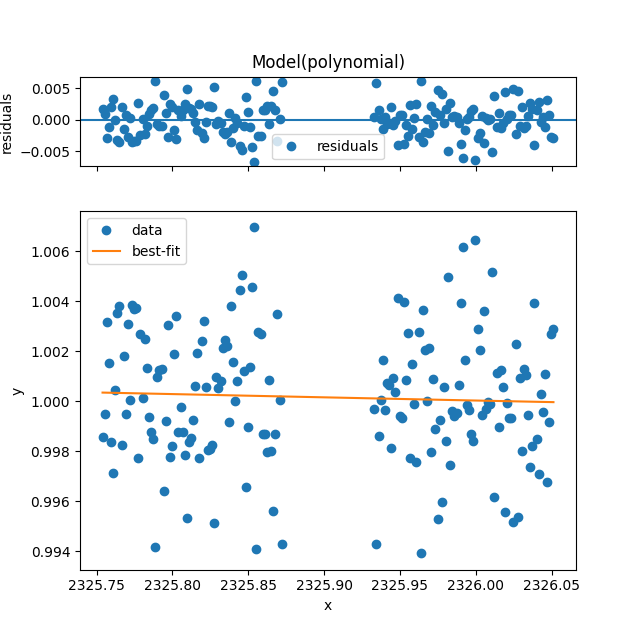 Model(polynomial)
residuals
0.005
0.000
−0.005
residuals
y
1.006
1.004
1.002
1.000
0.998
0.996
0.994
data
best-fit
2325.75 2325.80 2325.85 2325.90 2325.95 2326.00 2326.05
x